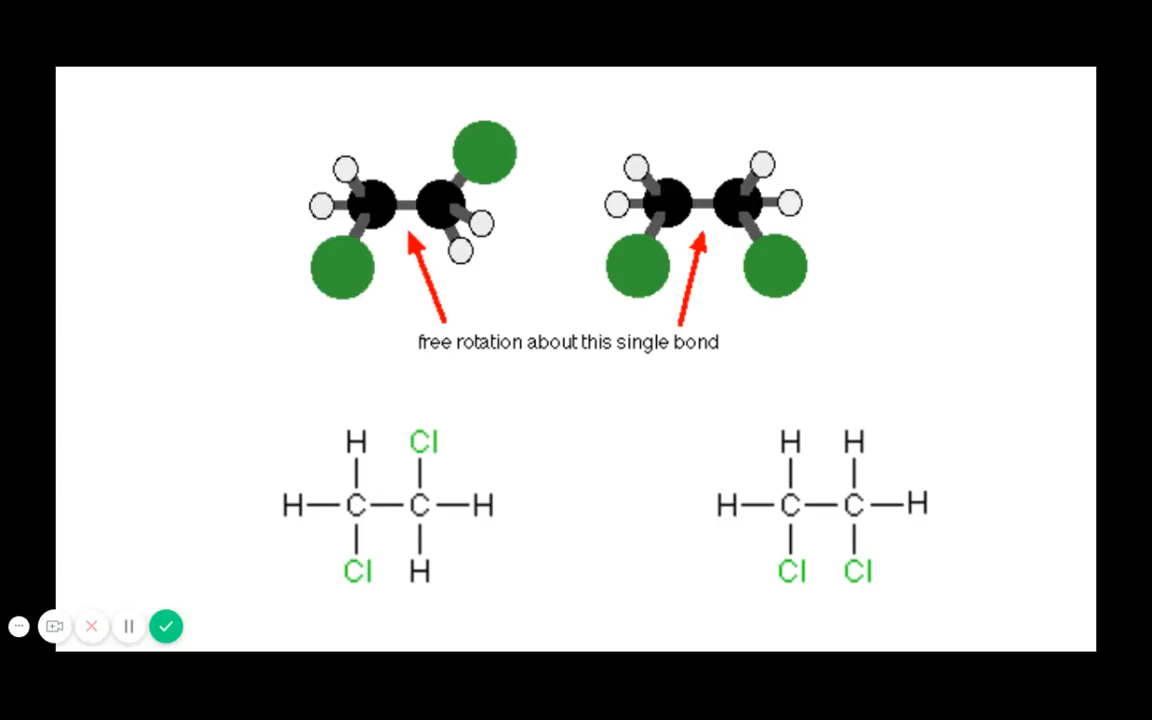 free rotation about this single bond
H Cl H H
H C C H H C C H
Cl H Cl Cl